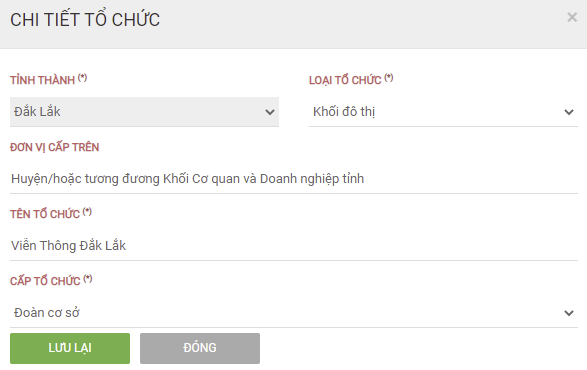 CHI TIẾT TỔ CHỨC ×
TỈNH THÀNH (*) LOẠI TỔ CHỨC (*)
Đắk Lắk Khối đô thị
ĐƠN VỊ CẤP TRÊN
Huyện/hoặc tương đương Khối Cơ quan và Doanh nghiệp tỉnh
TÊN TỔ CHỨC (*)
Viễn Thông Đắk Lắk
CẤP TỔ CHỨC (*)
Đoàn cơ sở
LƯU LẠI ĐÓNG